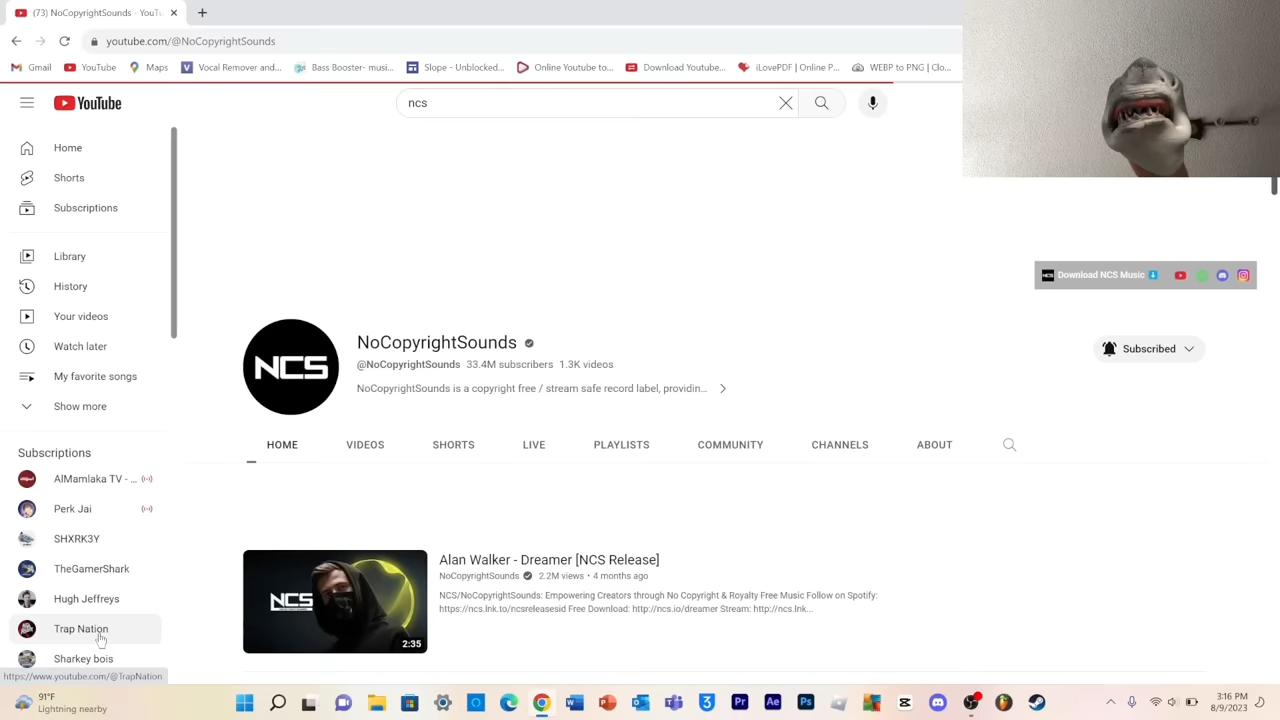 (73) NoCopyrightSounds - YouTu
youtube.com/@NoCopyrightSounds
Gmail
YouTube
Maps
Vocal Remover and...
Bass Booster- musi...
Slope - Unblocked...
Online Youtube to...
Download Youtube...
iLovePDF | Online P...
WEBP to PNG | Clo...
YouTube
ncs
Home
Shorts
Subscriptions
Library
History
Your videos
Watch later
My favorite songs
Show more
Subscriptions
AlMamlaka TV - ...
Perk Jai
SHXRK3Y
TheGamerShark
Hugh Jeffreys
Trap Nation
Sharkey bois
https://www.youtube.com/@TrapNation
NCS Download NCS Music
NCS
NoCopyrightSounds
@NoCopyrightSounds 33.4M subscribers 1.3K videos
NoCopyrightSounds is a copyright free / stream safe record label, providin...
Subscribed
HOME VIDEOS SHORTS LIVE PLAYLISTS COMMUNITY CHANNELS ABOUT
NCS
2:35
Alan Walker - Dreamer [NCS Release]
NoCopyrightSounds 2.2M views • 4 months ago
NCS/NoCopyrightSounds: Empowering Creators through No Copyright & Royalty Free Music Follow on Spotify:
https://ncs.lnk.to/ncsreleasesid Free Download: http://ncs.io/dreamer Stream: http://ncs.lnk...
91°F
Lightning nearby
Pr
Ae
Ps
3:16 PM
8/9/2023